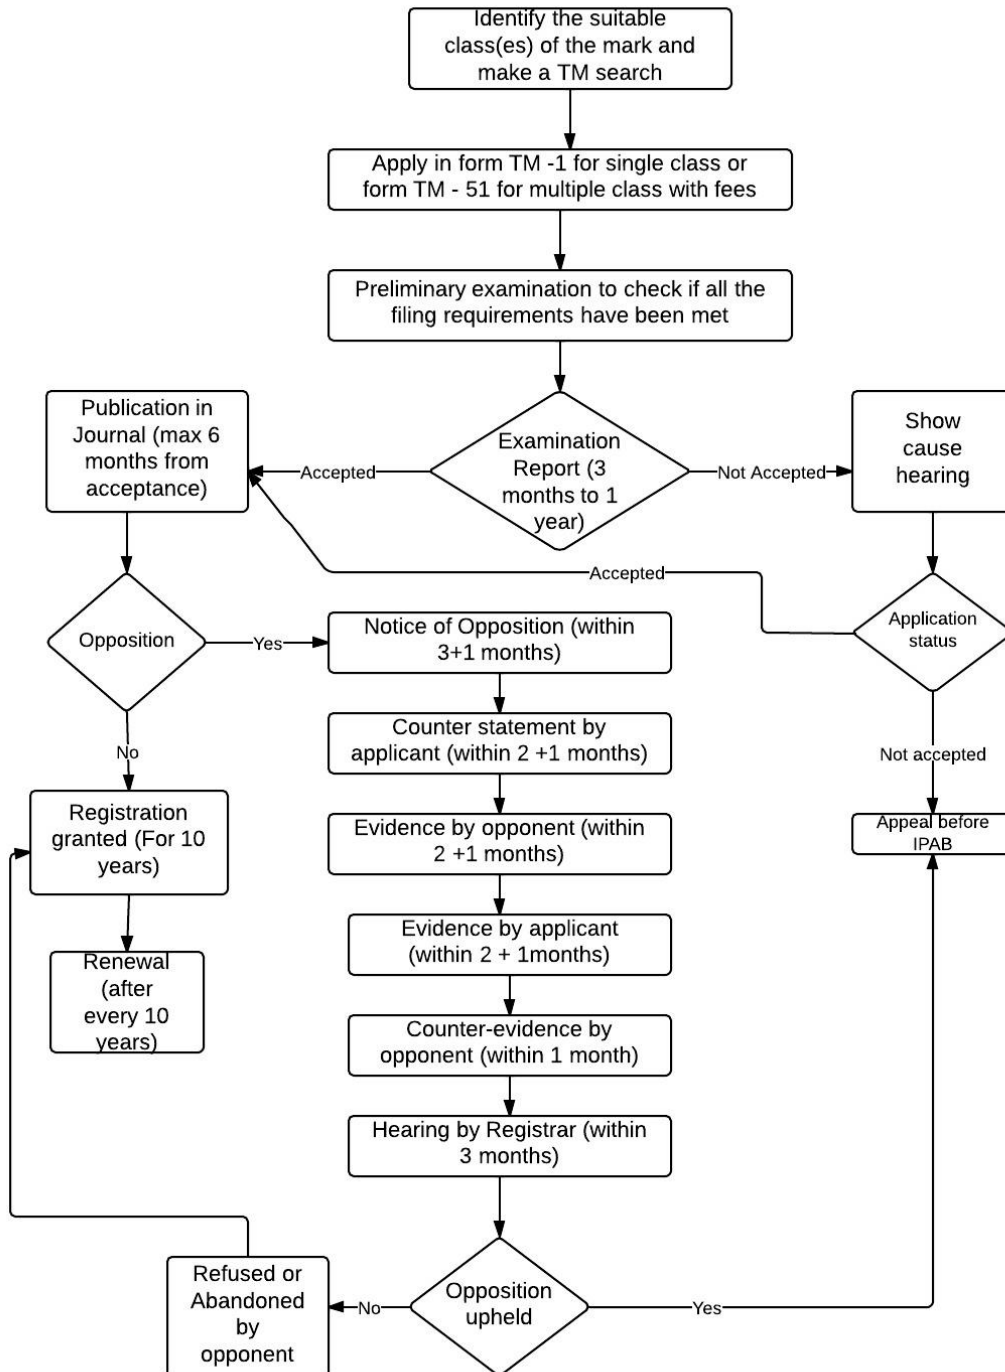 Identify the suitable
class(es) of the mark and
make a TM search
Apply in form TM -1 for single class or
form TM - 51 for multiple class with fees
Preliminary examination to check if all the
filing requirements have been met
Examination
Report (3
months to 1
year)
Accepted
Not Accepted
Publication in
Journal (max 6
months from
acceptance)
Show
cause
hearing
Accepted
Application
status
Opposition
Yes
Notice of Opposition (within
3+1 months)
Counter statement by
applicant (within 2 +1 months)
No
Not accepted
Registration
granted (For 10
years)
Evidence by opponent (within
2 +1 months)
Appeal before
IPAB
Evidence by applicant
(within 2 + 1months)
Renewal
(after
every 10
years)
Counter-evidence by
opponent (within 1 month)
Hearing by Registrar (within
3 months)
Opposition
upheld
No
Yes
Refused or
Abandoned
by
opponent